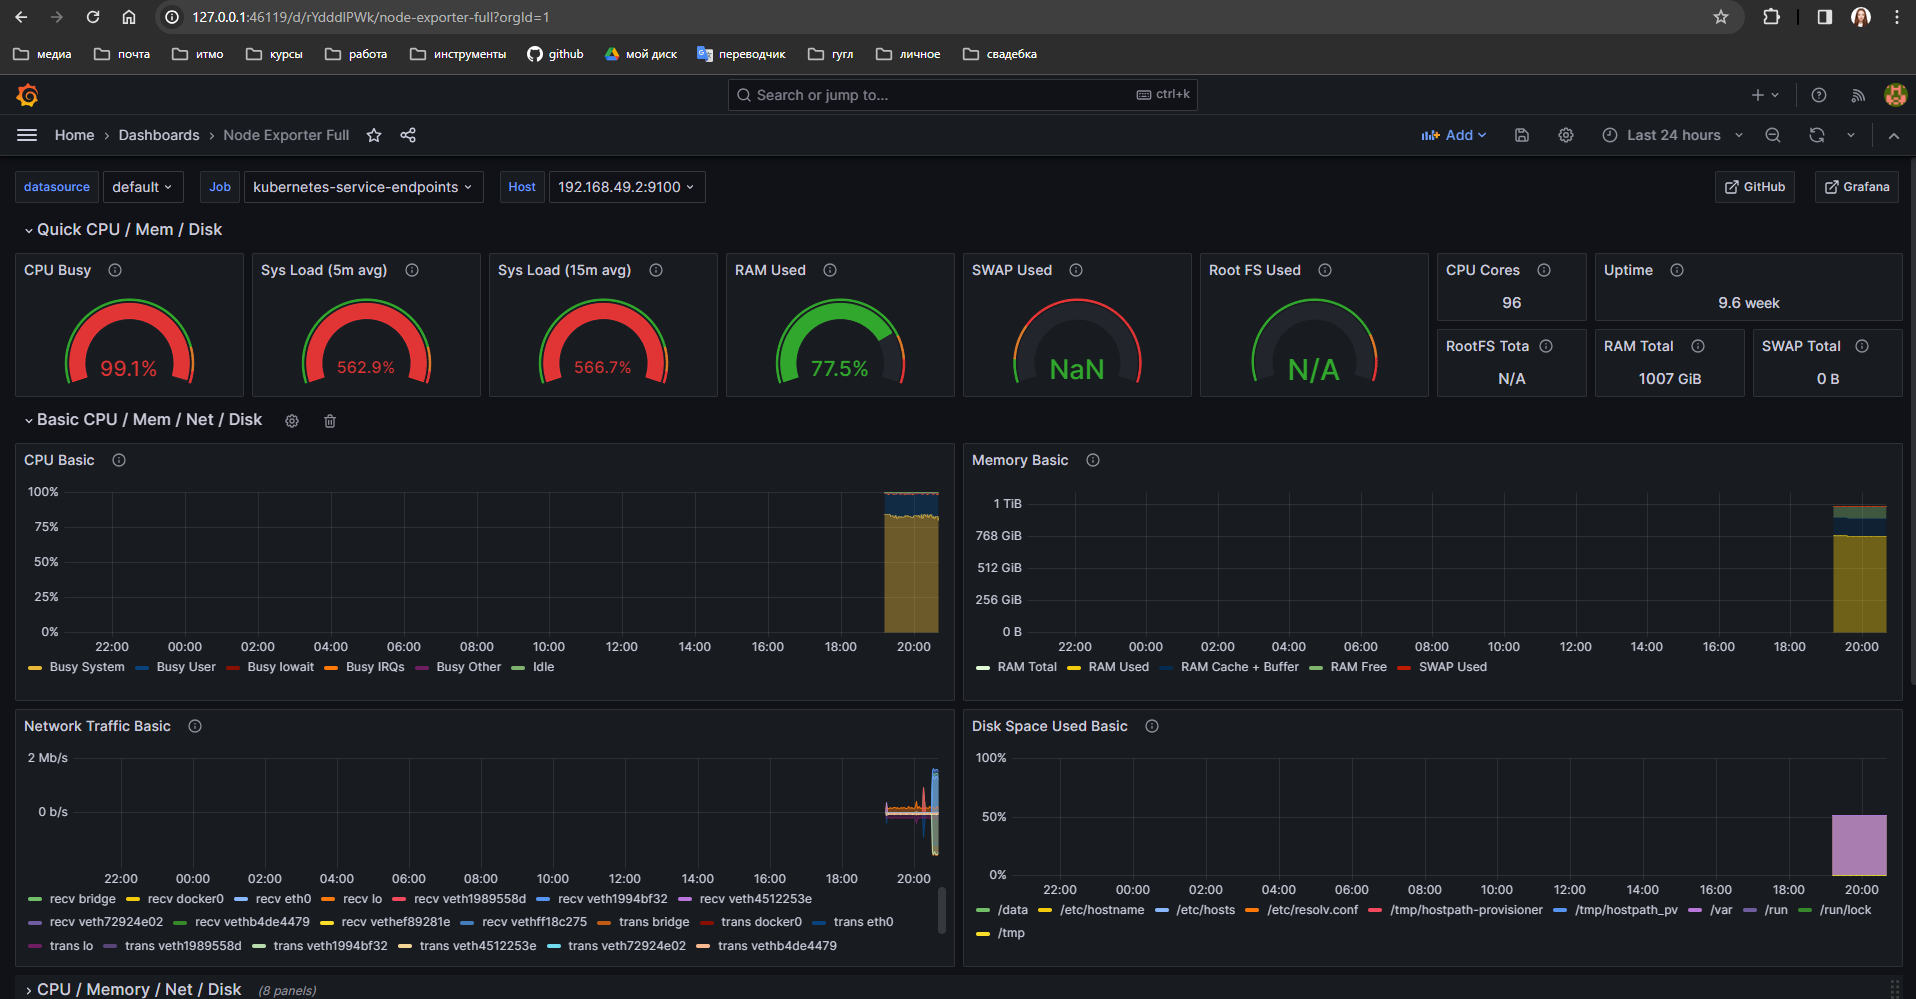 127.0.0.1:46119/d/rYdddlPWk/node-exporter-full?orgId=1
медиа почта итмо курсы работа инструменты github мой диск переводчик гугл личное свадебка
Search or jump to... ctrl+k
Home Dashboards Node Exporter Full Add Last 24 hours
datasource default Job kubernetes-service-endpoints Host 192.168.49.2:9100 GitHub Grafana
Quick CPU / Mem / Disk
CPU Busy
99.1%
Sys Load (5m avg)
562.9%
Sys Load (15m avg)
566.7%
RAM Used
77.5%
SWAP Used
NaN
Root FS Used
N/A
CPU Cores
96
Uptime
9.6 week
RootFS Tota
N/A
RAM Total
1007 GiB
SWAP Total
0 B
Basic CPU / Mem / Net / Disk
CPU Basic
100%
75%
50%
25%
0%
22:00 00:00 02:00 04:00 06:00 08:00 10:00 12:00 14:00 16:00 18:00 20:00
Busy System Busy User Busy Iowait Busy IRQs Busy Other Idle
Memory Basic
1 TiB
768 GiB
512 GiB
256 GiB
0 B
22:00 00:00 02:00 04:00 06:00 08:00 10:00 12:00 14:00 16:00 18:00 20:00
RAM Total RAM Used RAM Cache + Buffer RAM Free SWAP Used
Network Traffic Basic
2 Mb/s
0 b/s
22:00 00:00 02:00 04:00 06:00 08:00 10:00 12:00 14:00 16:00 18:00 20:00
recv bridge recv docker0 recv eth0 recv lo recv veth1989558d recv veth1994bf32 recv veth4512253e
recv veth72924e02 recv vethb4de4479 recv vethef89281e recv vethff18c275 trans bridge trans docker0 trans eth0
trans lo trans veth1989558d trans veth1994bf32 trans veth4512253e trans veth72924e02 trans vethb4de4479
Disk Space Used Basic
100%
50%
0%
22:00 00:00 02:00 04:00 06:00 08:00 10:00 12:00 14:00 16:00 18:00 20:00
/data /etc/hostname /etc/hosts /etc/resolv.conf /tmp/hostpath-provisioner /tmp/hostpath_pv /var /run /run/lock
/tmp
CPU / Memory / Net / Disk (8 panels)